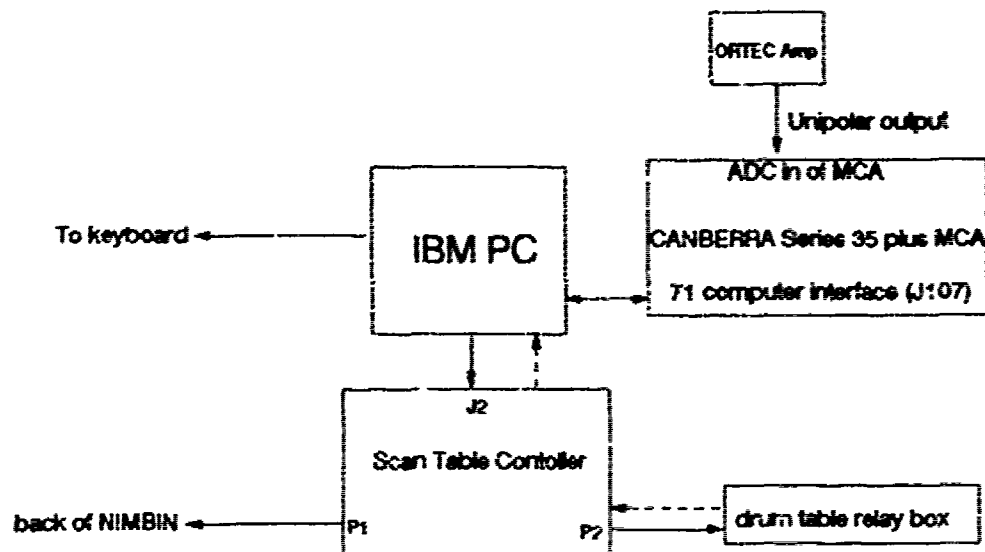 ORTEC Amp
Unipolar output
ADC in of MCA
CANBERRA Series 35 plus MCA
71 computer interface (J107)
To keyboard
IBM PC
J2
Scan Table Contoller
back of NIMBIN
P1
P2
drum table relay box